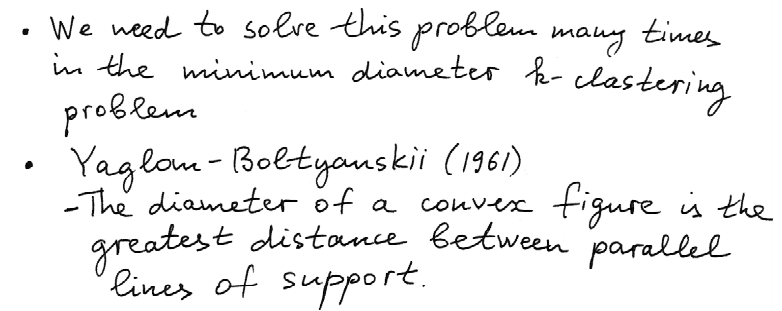 • We need to solve this problem many times
in the minimum diameter k-clastering
problem
• Yaglom-Boltyanskii (1961)
-The diameter of a convex figure is the
greatest distance between parallel
lines of support.